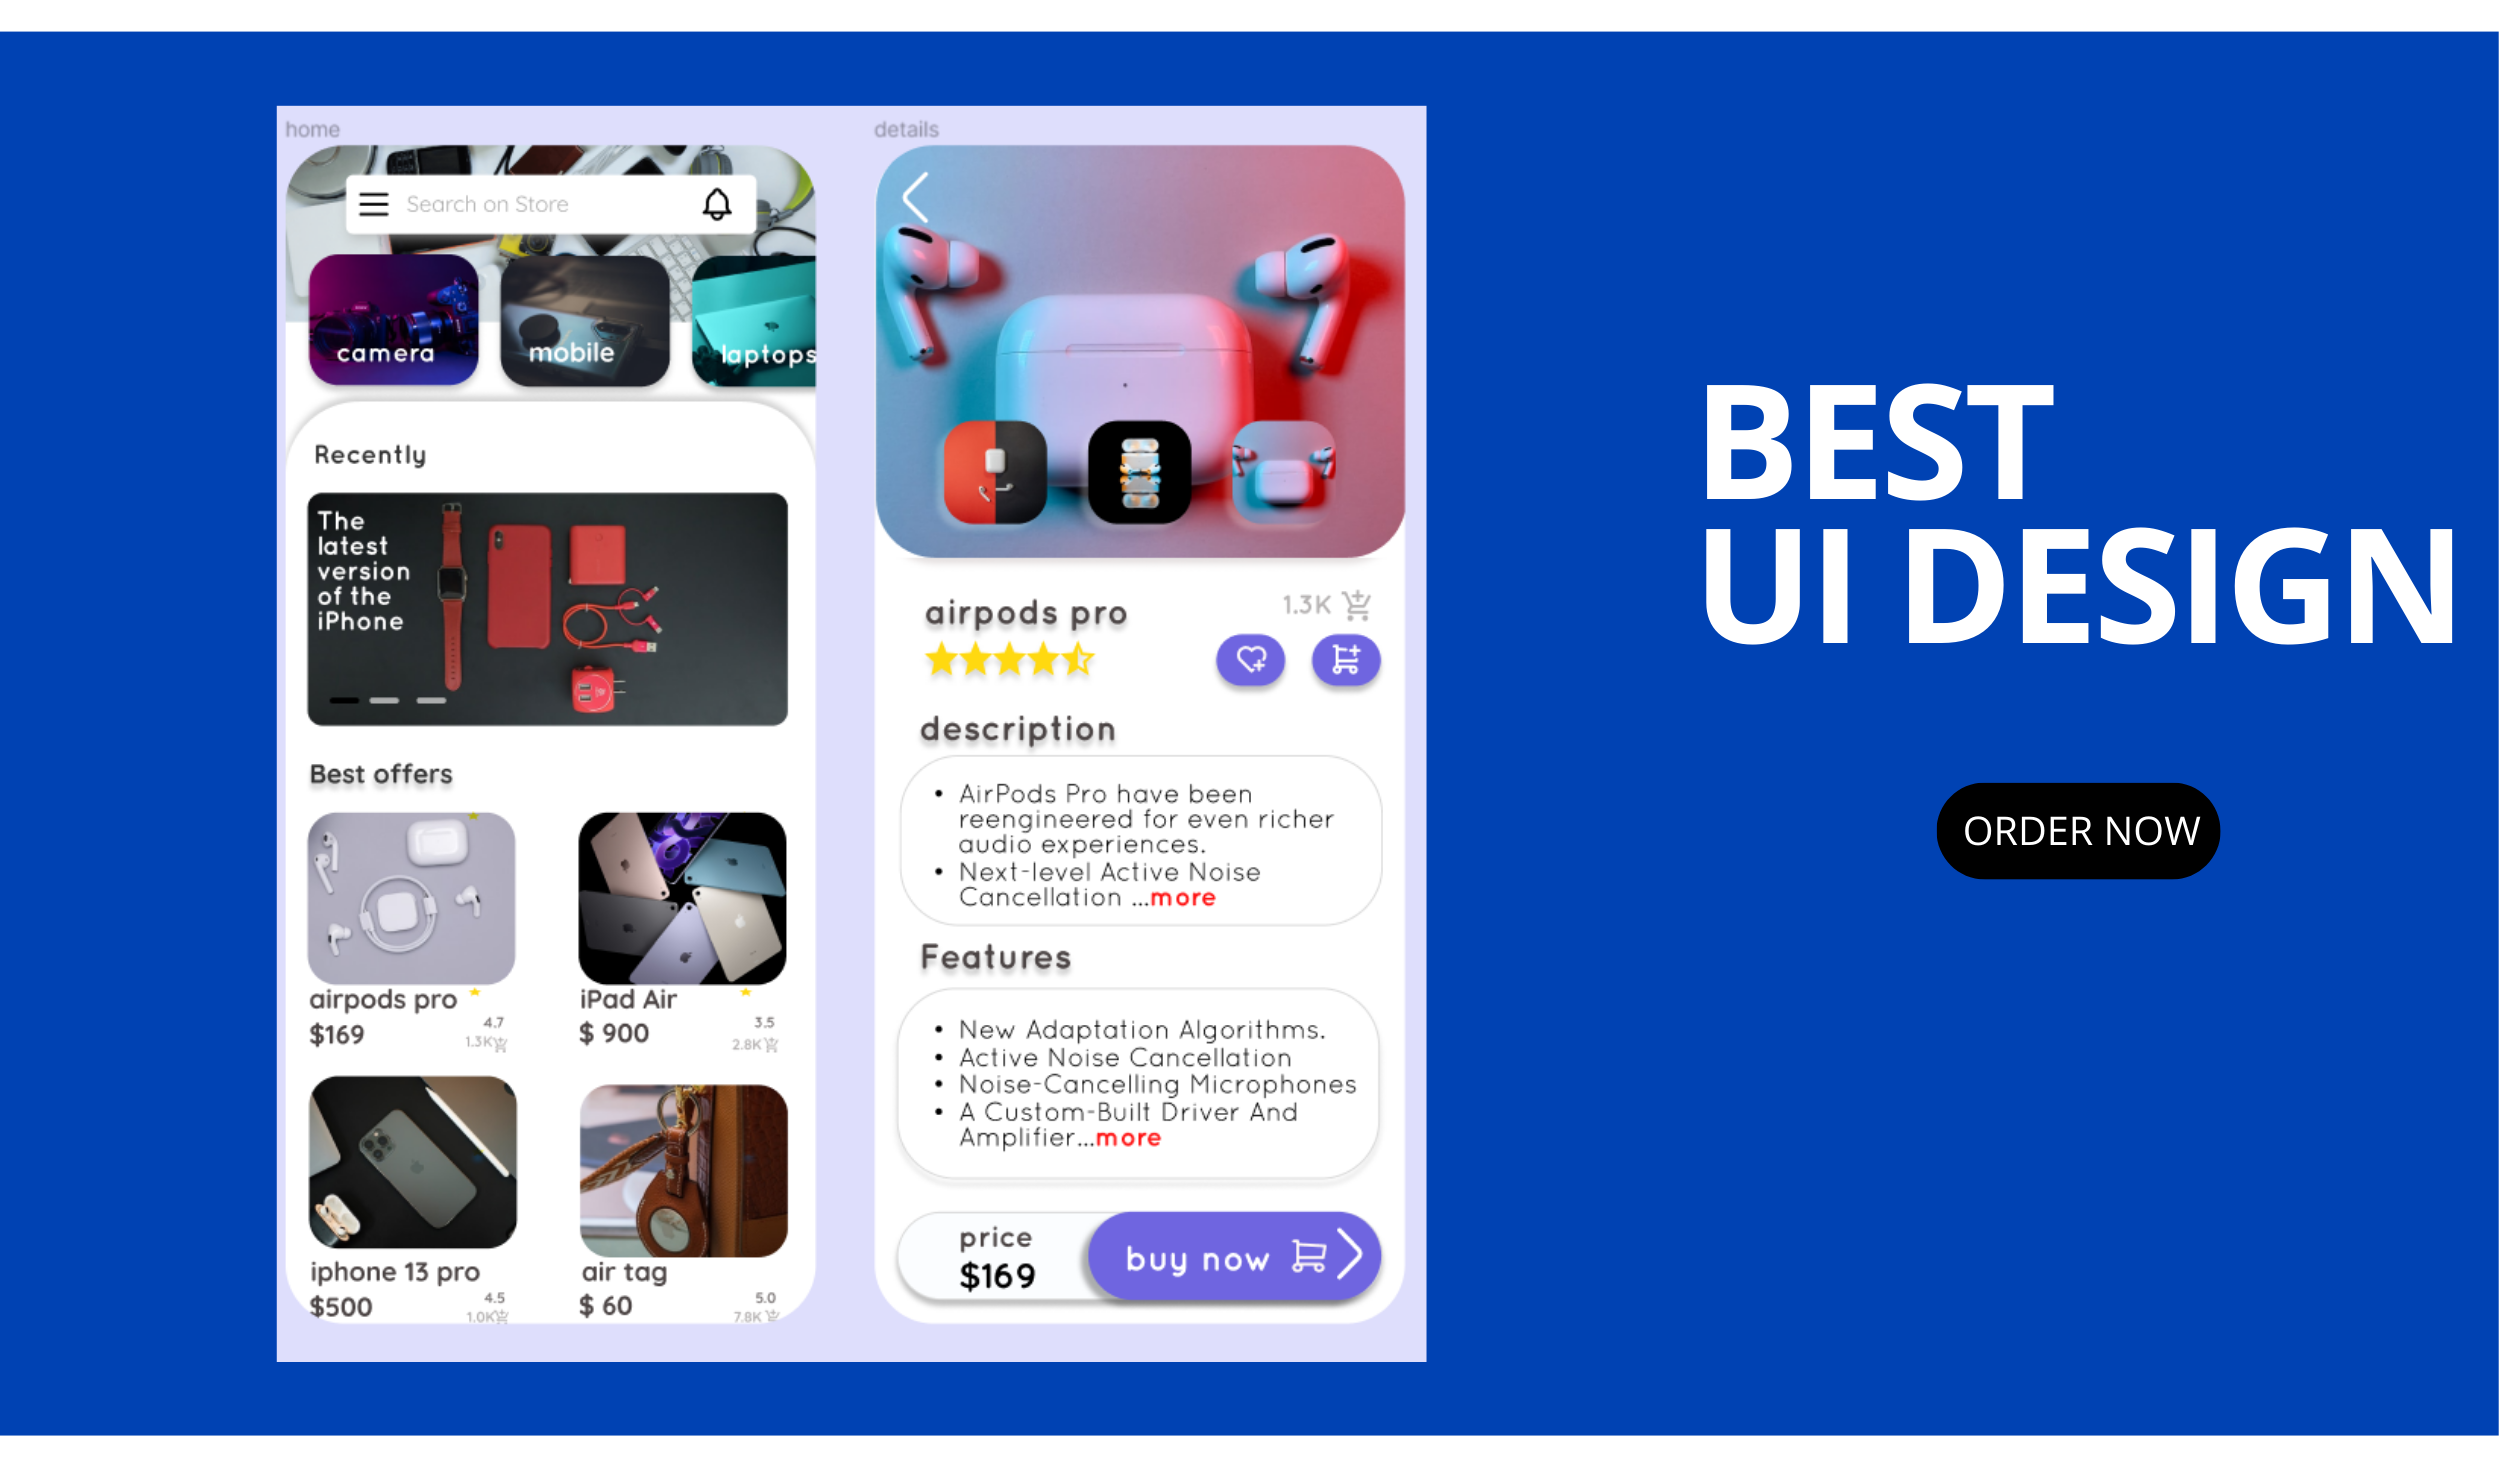 home
Search on Store
camera
mobile
laptops
Recently
The
latest
version
of the
iPhone
Best offers
airpods pro
$169
4.7
1.3K
iPad Air
$ 900
3.5
2.8K
iphone 13 pro
$500
4.5
1.0K
air tag
$ 60
5.0
7.8K
details
airpods pro
1.3K
description
• AirPods Pro have been
reengineered for even richer
audio experiences.
• Next-level Active Noise
Cancellation ...more
Features
• New Adaptation Algorithms.
• Active Noise Cancellation
• Noise-Cancelling Microphones
• A Custom-Built Driver And
Amplifier...more
price
$169
buy now
BEST
UI DESIGN
ORDER NOW